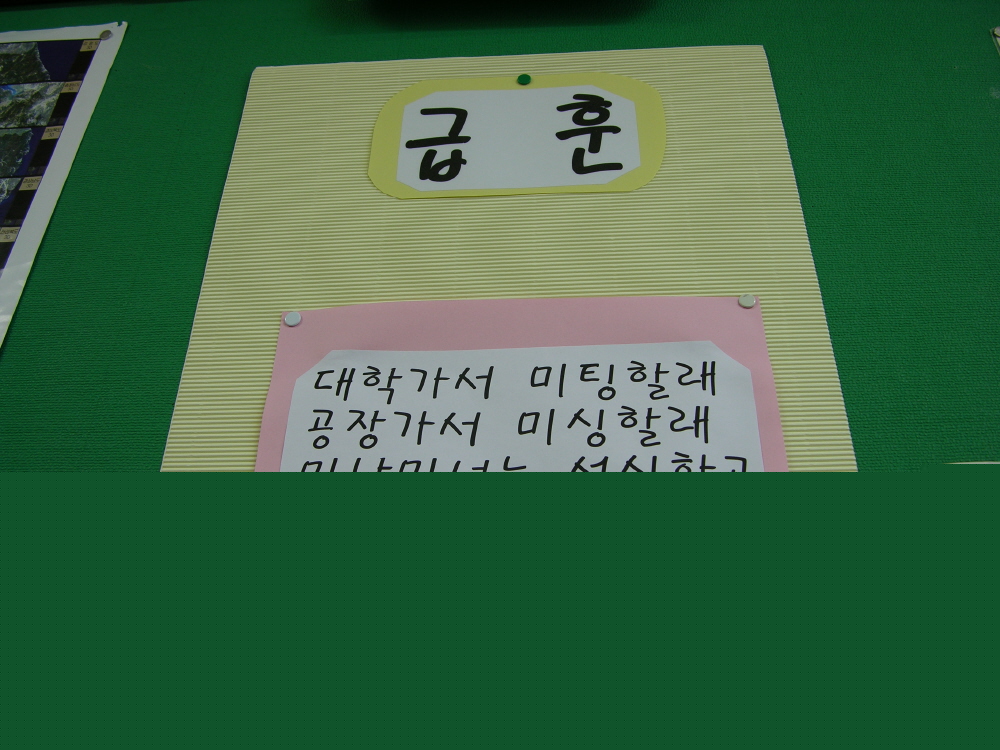 급 훈
대학가서 미팅할래
공장가서 미싱할래